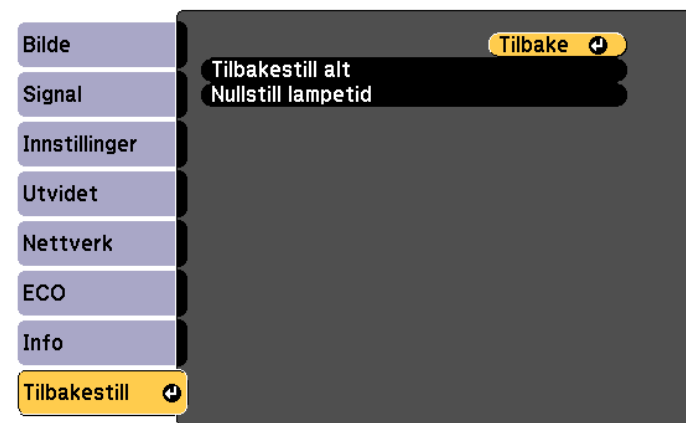 Bilde
Signal
Innstillinger
Utvidet
Nettverk
ECO
Info
Tilbakestill
Tilbake
Tilbakestill alt
Nullstill lampetid